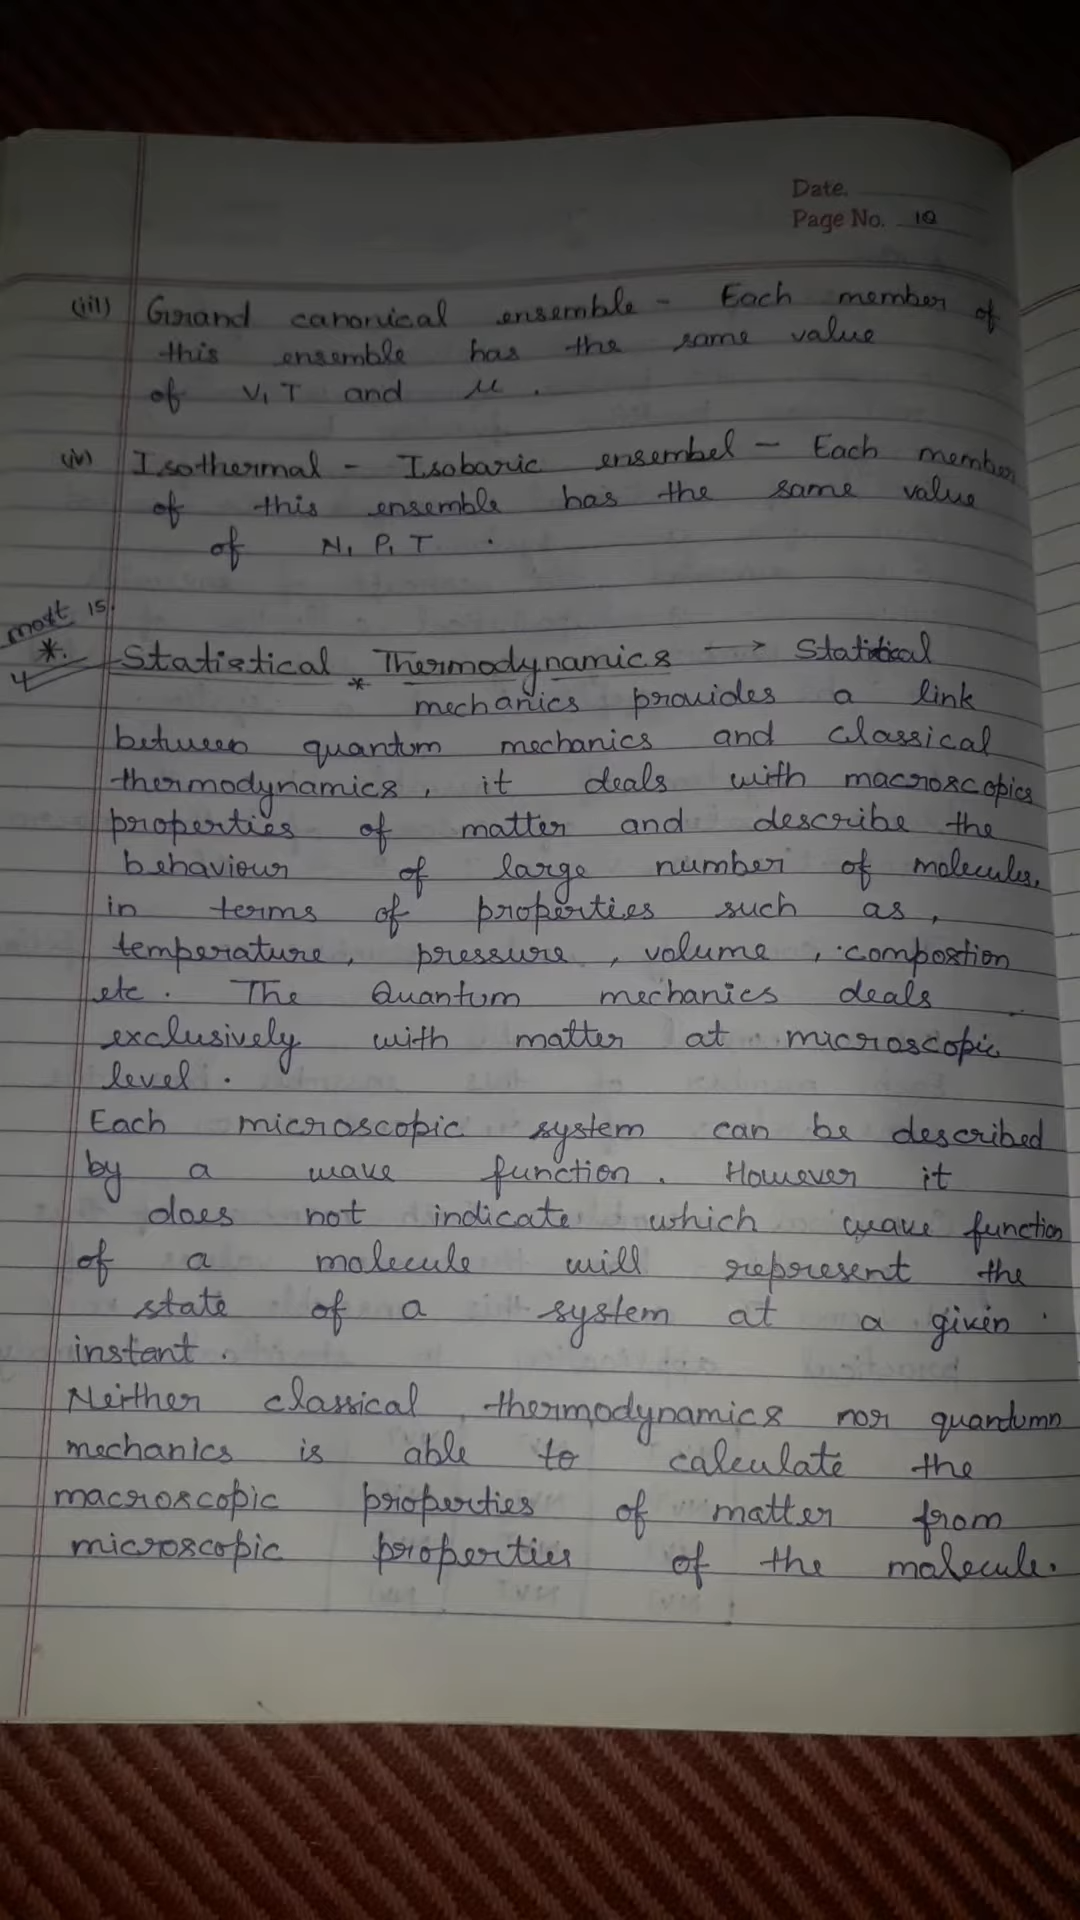 Date.
Page No. 10
(iii) Grand canonical ensemble - Each member of
this ensemble has the same value
of V, T and μ.
(iv) Isothermal - Isobaric ensembel - Each member
of this ensemble has the same value
of N, P, T.
15
*
Statistical Thermodynamics → Statistical
* mechanics provides a link
between quantum mechanics and classical
thermodynamics, it deals with macroscopics
properties of matter and describe the
behaviour of large number of molecules,
in terms of properties such as,
temperature, pressure, volume, compostion
etc. The Quantum mechanics deals
exclusively with matter at microscopic
level.
Each microscopic system can be described
by a wave function. However it
does not indicate which wave function
of a molecule will represent the
state of a system at a given
instant.
Neither classical thermodynamics nor quantumn
mechanics is able to calculate the
macroscopic properties of matter from
microscopic properties of the molecule.